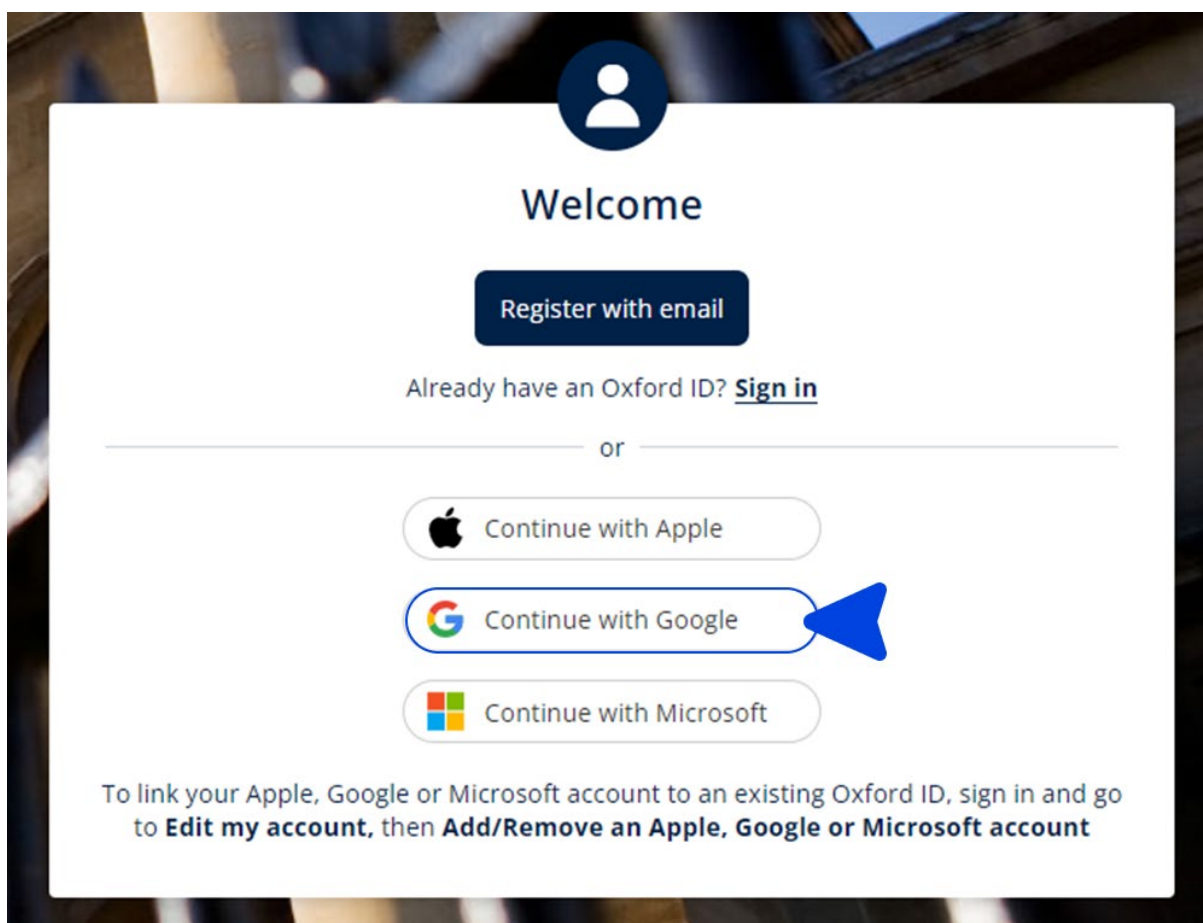 Welcome
Register with email
Already have an Oxford ID? Sign in
or
Continue with Apple
Continue with Google
Continue with Microsoft
To link your Apple, Google or Microsoft account to an existing Oxford ID, sign in and go
to Edit my account, then Add/Remove an Apple, Google or Microsoft account